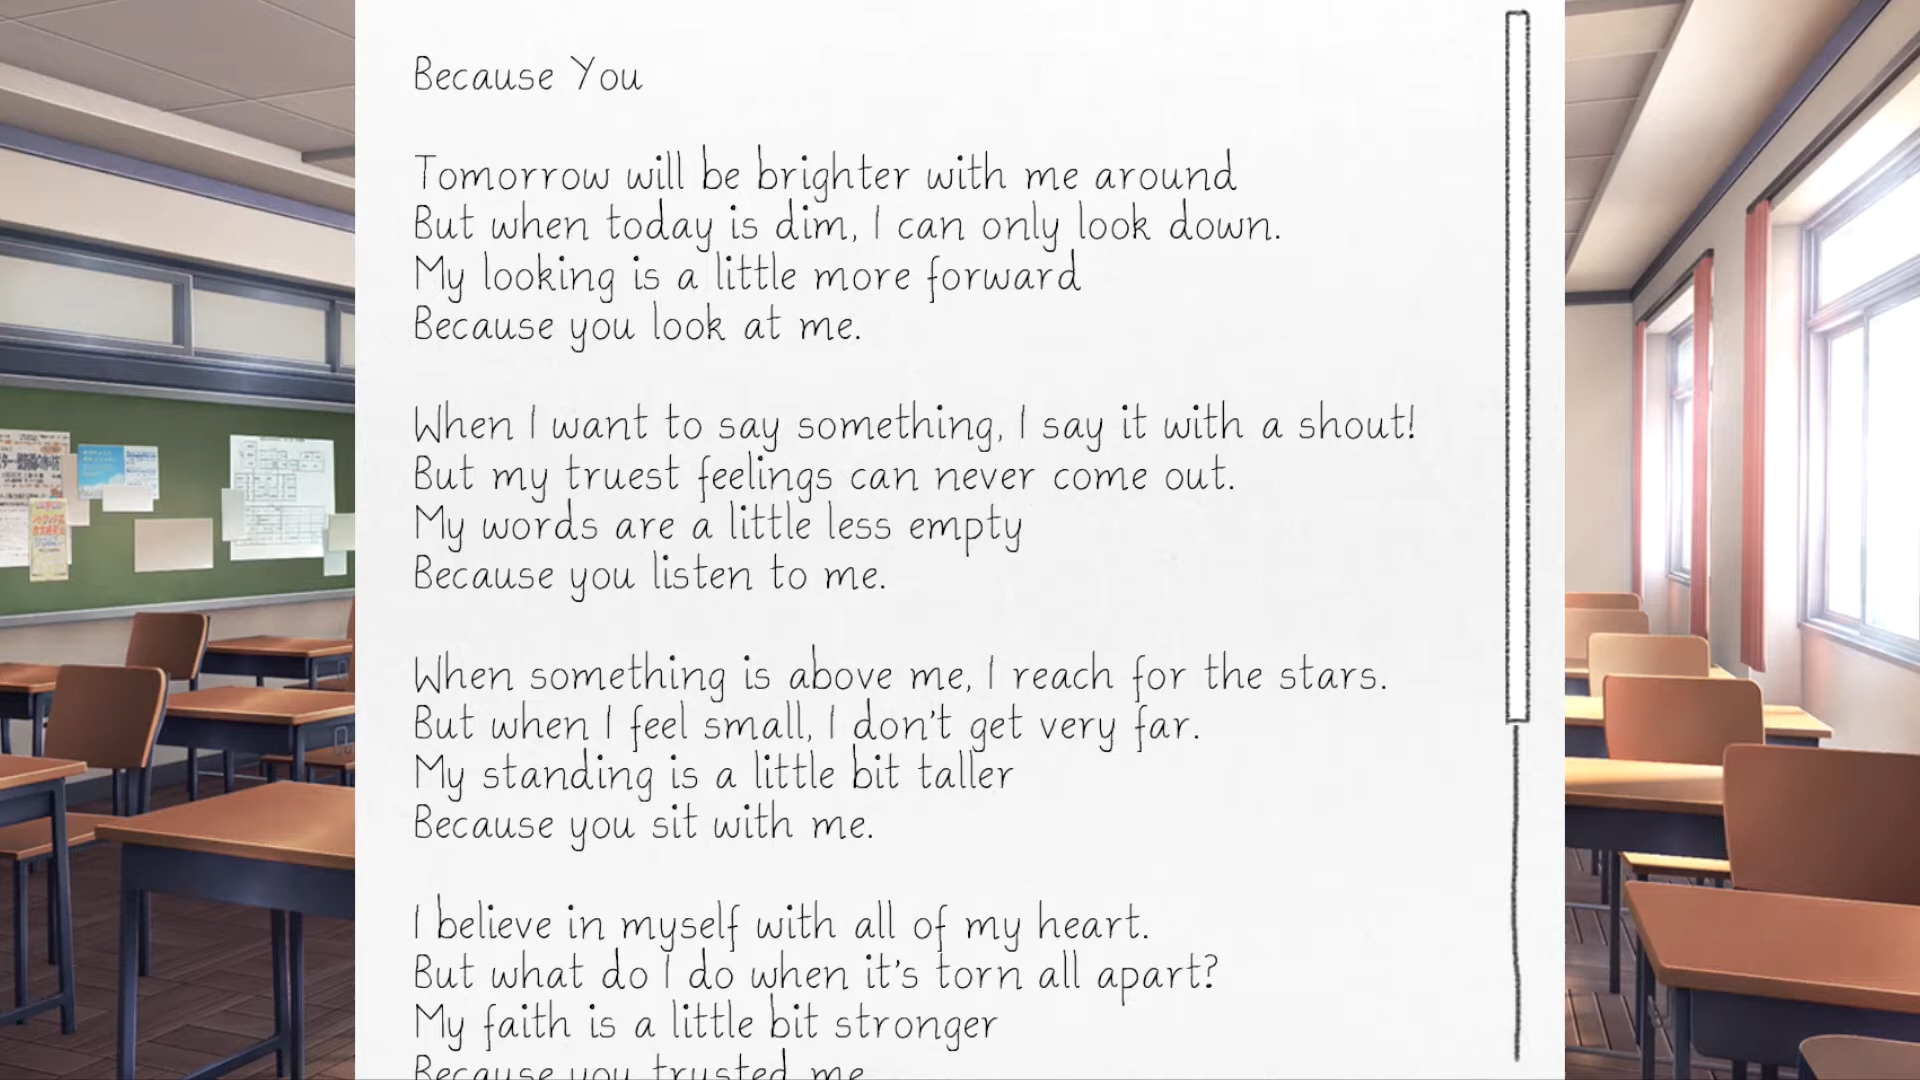 Because You
Tomorrow will be brighter with me around
But when today is dim, I can only look down.
My looking is a little more forward
Because you look at me.
When I want to say something, I say it with a shout!
But my truest feelings can never come out.
My words are a little less empty
Because you listen to me.
When something is above me, I reach for the stars.
But when I feel small, I don't get very far.
My standing is a little bit taller
Because you sit with me.
I believe in myself with all of my heart.
But what do I do when it's torn all apart?
My faith is a little bit stronger
Because you trusted me